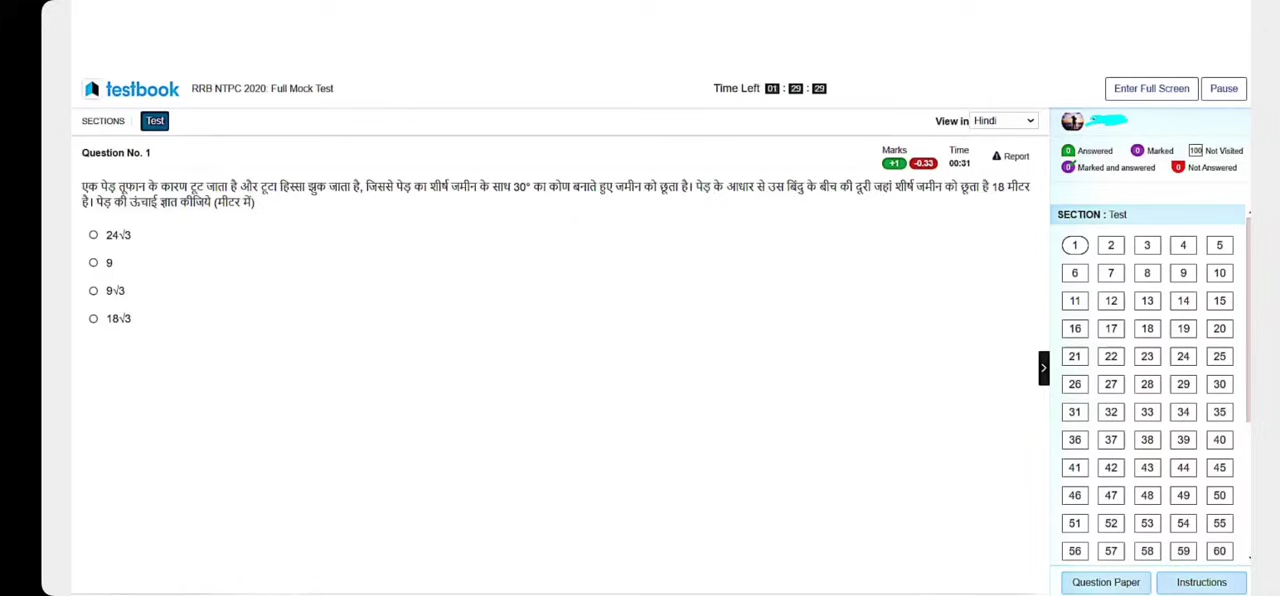 testbook RRB NTPC 2020: Full Mock Test Time Left 01 : 29 : 29 Enter Full Screen Pause
SECTIONS Test View in Hindi
Question No. 1 Marks +1 -0.33 Time 00:31 Report
एक पेड़ तूफान के कारण टूट जाता है और टूटा हिस्सा झुक जाता है, जिससे पेड़ का शीर्ष जमीन के साथ 30° का कोण बनाते हुए जमीन को छूता है। पेड़ के आधार से उस बिंदु के बीच की दूरी जहां शीर्ष जमीन को छूता है 18 मीटर
है। पेड़ की ऊंचाई ज्ञात कीजिये (मीटर में)
24√3
9
9√3
18√3
0 Answered 0 Marked 100 Not Visited
0 Marked and answered 0 Not Answered
SECTION : Test
1 2 3 4 5
6 7 8 9 10
11 12 13 14 15
16 17 18 19 20
21 22 23 24 25
26 27 28 29 30
31 32 33 34 35
36 37 38 39 40
41 42 43 44 45
46 47 48 49 50
51 52 53 54 55
56 57 58 59 60
Question Paper Instructions